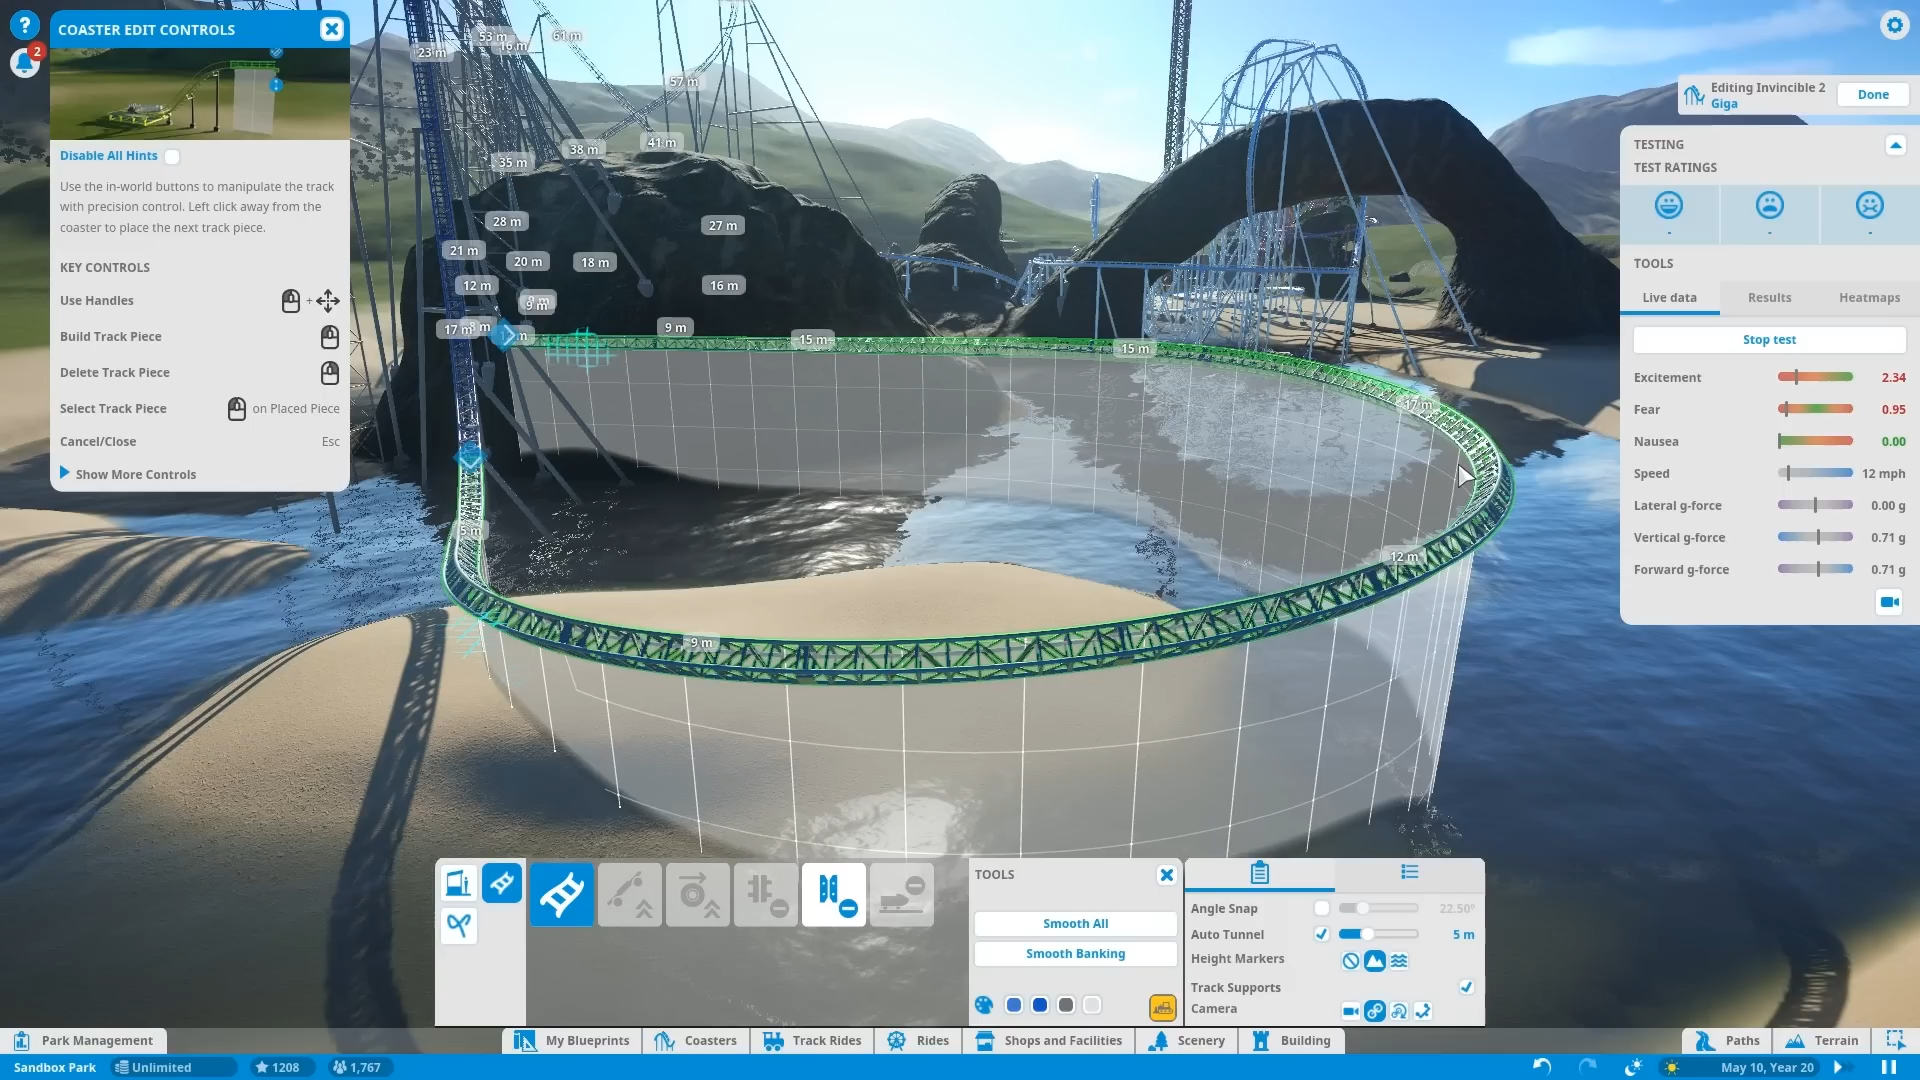 ?
2
COASTER EDIT CONTROLS
Disable All Hints
Use the in-world buttons to manipulate the track
with precision control. Left click away from the
coaster to place the next track piece.
KEY CONTROLS
Use Handles +
Build Track Piece
Delete Track Piece
Select Track Piece on Placed Piece
Cancel/Close Esc
Show More Controls
23 m
53 m
16 m
61 m
57 m
38 m
41 m
35 m
28 m
27 m
21 m
20 m
18 m
12 m
16 m
9 m
17 m
8 m
9 m
15 m
15 m
17 m
5 m
12 m
9 m
Editing Invincible 2
Giga
Done
TESTING
TEST RATINGS
- - -
TOOLS
Live data Results Heatmaps
Stop test
Excitement 2.34
Fear 0.95
Nausea 0.00
Speed 12 mph
Lateral g-force 0.00 g
Vertical g-force 0.71 g
Forward g-force 0.71 g
TOOLS
Smooth All
Smooth Banking
Angle Snap 22.50°
Auto Tunnel 5 m
Height Markers
Track Supports
Camera
Park Management
My Blueprints Coasters Track Rides Rides Shops and Facilities Scenery Building
Paths Terrain
Sandbox Park Unlimited 1208 1,767
May 10, Year 20